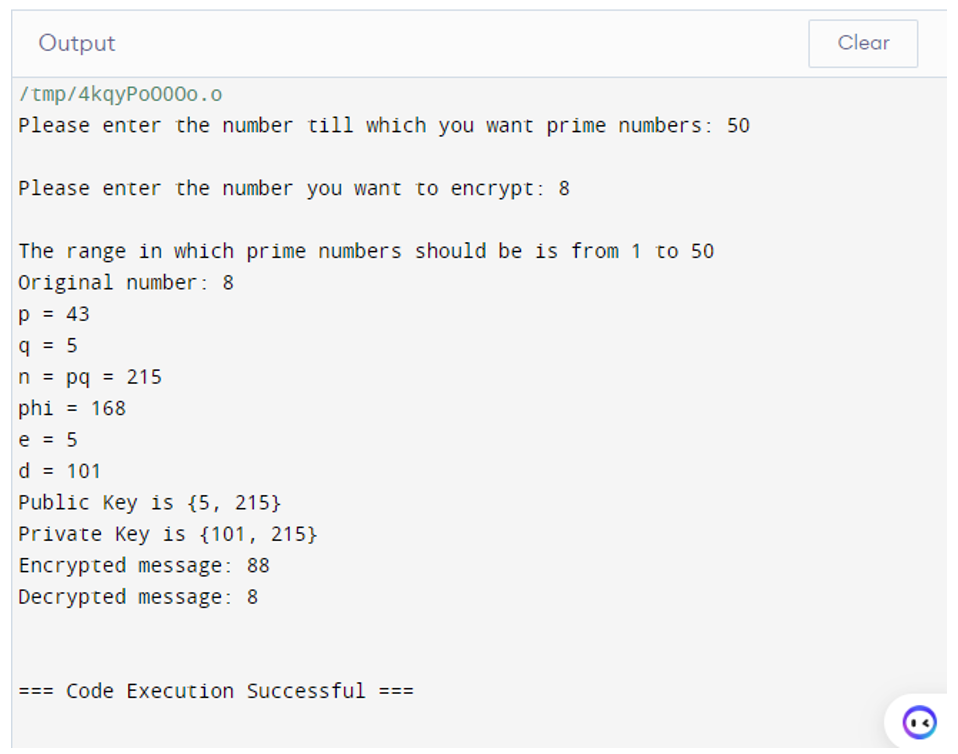 Output
Clear
/tmp/4kqyPoO0Oo.o
Please enter the number till which you want prime numbers: 50
Please enter the number you want to encrypt: 8
The range in which prime numbers should be is from 1 to 50
Original number: 8
p = 43
q = 5
n = pq = 215
phi = 168
e = 5
d = 101
Public Key is {5, 215}
Private Key is {101, 215}
Encrypted message: 88
Decrypted message: 8
=== Code Execution Successful ===